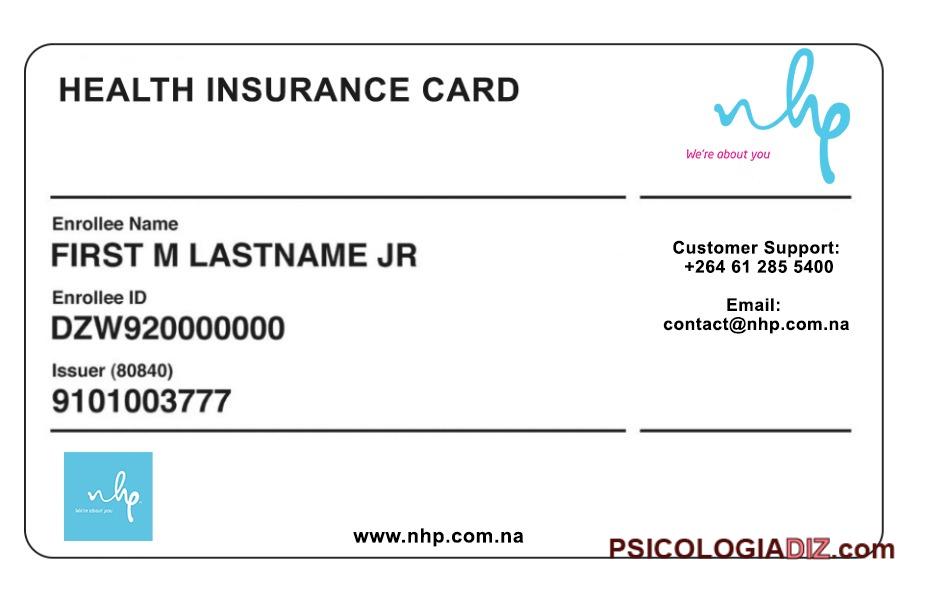 HEALTH INSURANCE CARD
nhp
We're about you
Enrollee Name
FIRST M LASTNAME JR
Enrollee ID
DZW920000000
Issuer (80840)
9101003777
Customer Support:
+264 61 285 5400
Email:
contact@nhp.com.na
nhp
We're about you
www.nhp.com.na
PSICOLOGIADIZ.com